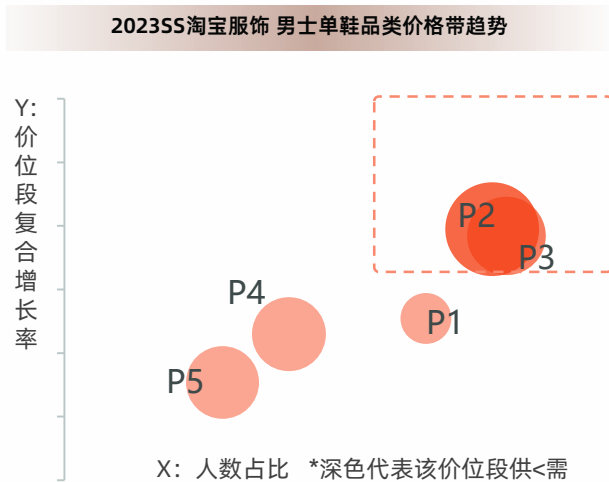 2023SS淘宝服饰 男士单鞋品类价格带趋势
Y：
价
位
段
复
合
增
长
率
P2
P3
P4
P1
P5
X：人数占比 *深色代表该价位段供<需